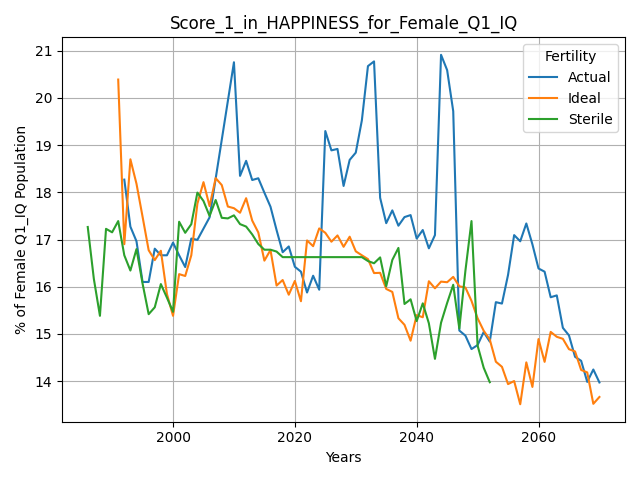 Score_1_in_HAPPINESS_for_Female_Q1_IQ
% of Female Q1_IQ Population
21
20
19
18
17
16
15
14
Fertility
Actual
Ideal
Sterile
2000
2020
2040
2060
Years